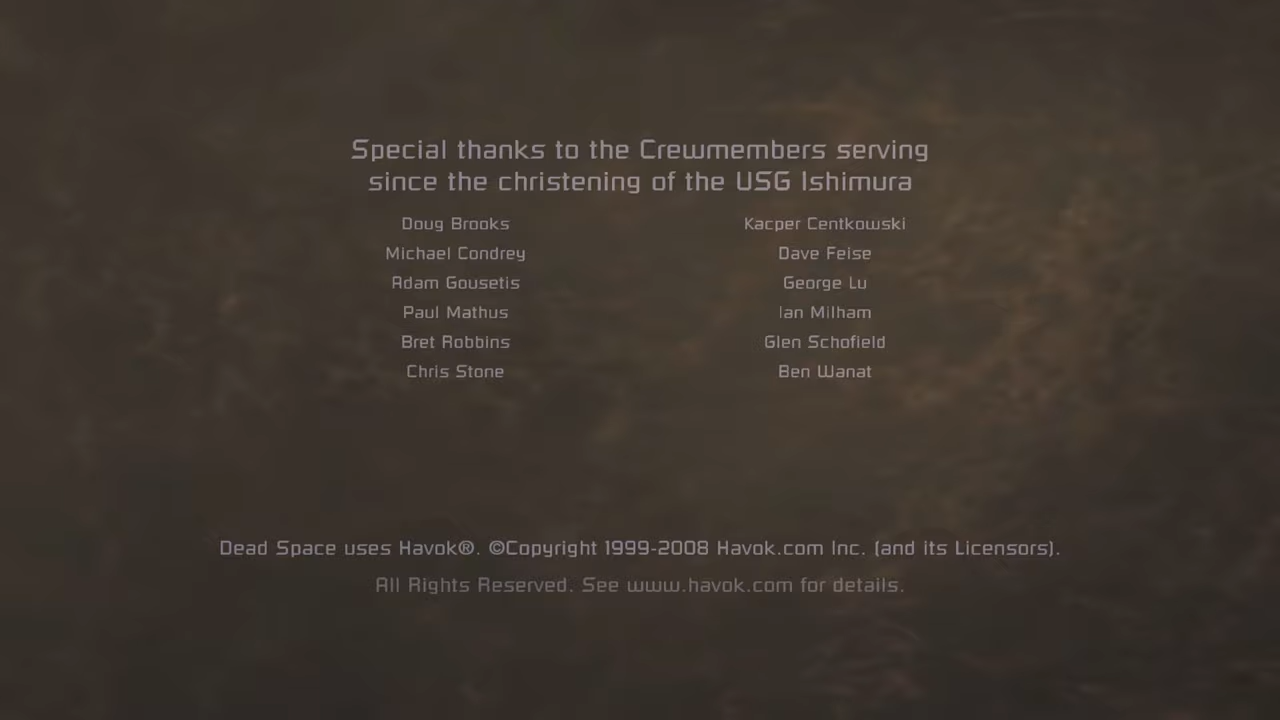 Special thanks to the Crewmembers serving
since the christening of the USG Ishimura
Doug Brooks
Michael Condrey
Adam Gousetis
Paul Mathus
Bret Robbins
Chris Stone
Kacper Centkowski
Dave Feise
George Lu
Ian Milham
Glen Schofield
Ben Wanat
Dead Space uses Havok®. ©Copyright 1999-2008 Havok.com Inc. (and its Licensors).
All Rights Reserved. See www.havok.com for details.